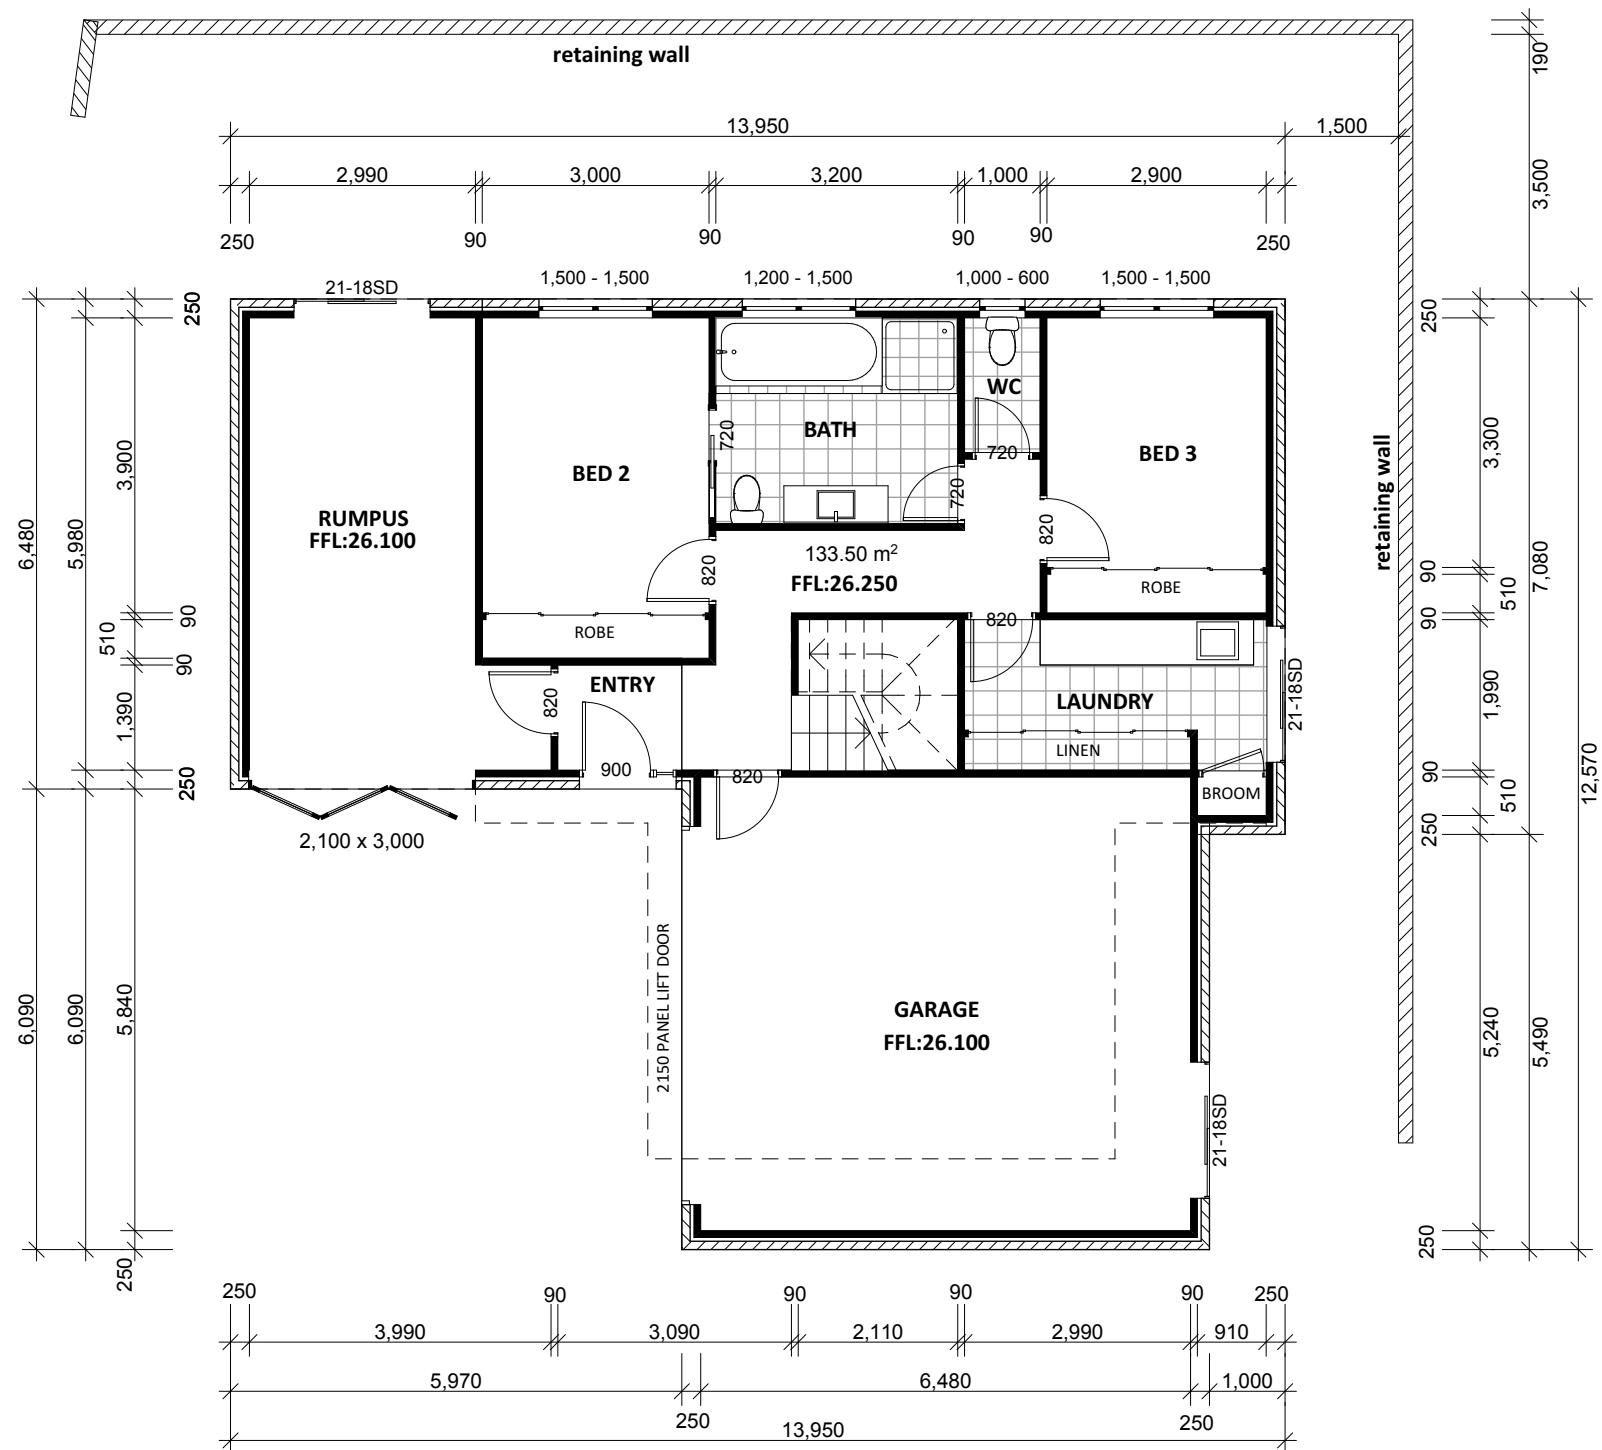 retaining wall
13,950
1,500
2,990
3,000
3,200
1,000
2,900
250
90
90
90
90
250
190
3,500
21-18SD
1,500 - 1,500
1,200 - 1,500
1,000 - 600
1,500 - 1,500
250
250
6,480
5,980
3,900
90
510
90
1,390
250
6,090
6,090
5,840
250
RUMPUS
FFL:26.100
BED 2
ROBE
720
BATH
720
WC
720
BED 3
820
ROBE
820
133.50 m²
FFL:26.250
820
ENTRY
820
900
820
LAUNDRY
LINEN
BROOM
21-18SD
2,100 x 3,000
2150 PANEL LIFT DOOR
GARAGE
FFL:26.100
21-18SD
retaining wall
3,300
90
510
90
1,990
90
510
250
5,240
250
7,080
5,490
12,570
250
90
90
90
90
250
3,990
3,090
2,110
2,990
910
5,970
6,480
1,000
250
250
13,950